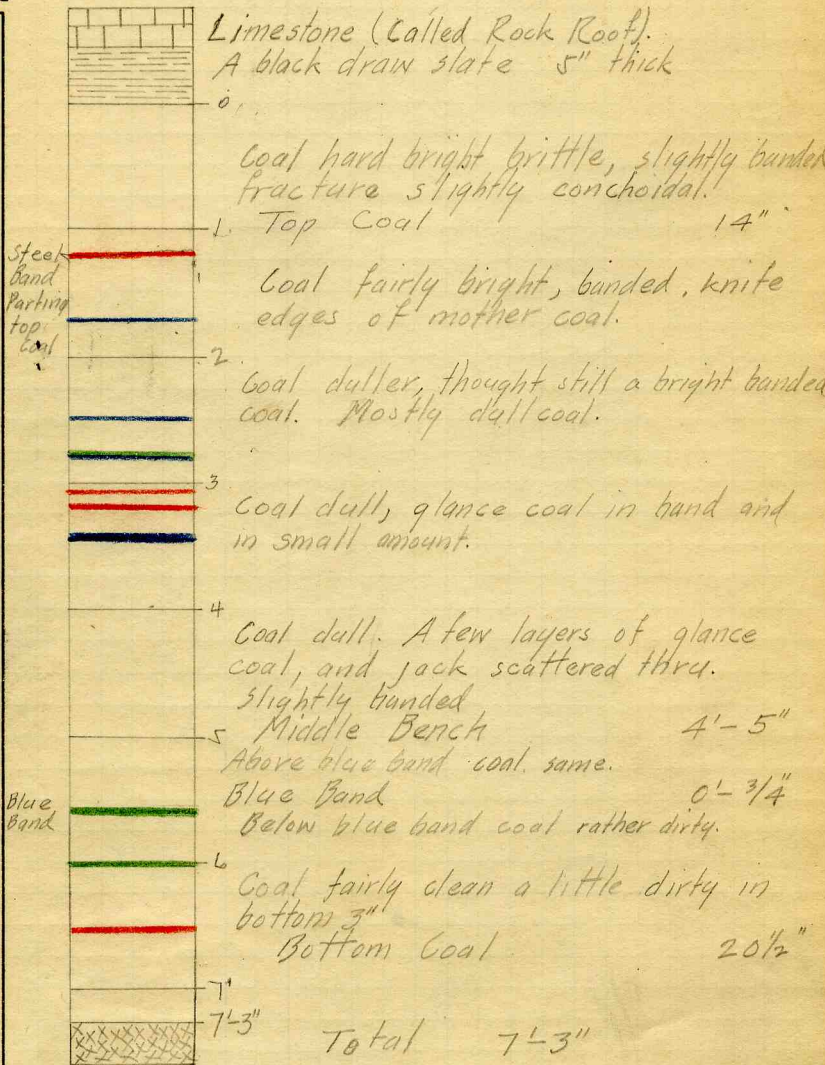 Limestone (Called Rock Roof).
A black draw slate 5" thick
0
Coal hard bright brittle, slightly banded
fracture slightly conchoidal.
1
Top Coal 14"
Steel
Band
Parting
top
Coal
Coal fairly bright, banded, knife
edges of mother coal.
2
Coal duller, thought still a bright banded
coal. Mostly dull coal.
3
Coal dull, glance coal in band and
in small amount.
4
Coal dull. A few layers of glance
coal, and jack scattered thru.
Slightly banded
5
Middle Bench 4'-5"
Above blue band coal same.
Blue
Band
Blue Band 0'-3/4"
Below blue band coal rather dirty.
6
Coal fairly clean a little dirty in
bottom 3"
Bottom Coal 20½"
7'
7'-3"
Total 7'-3"